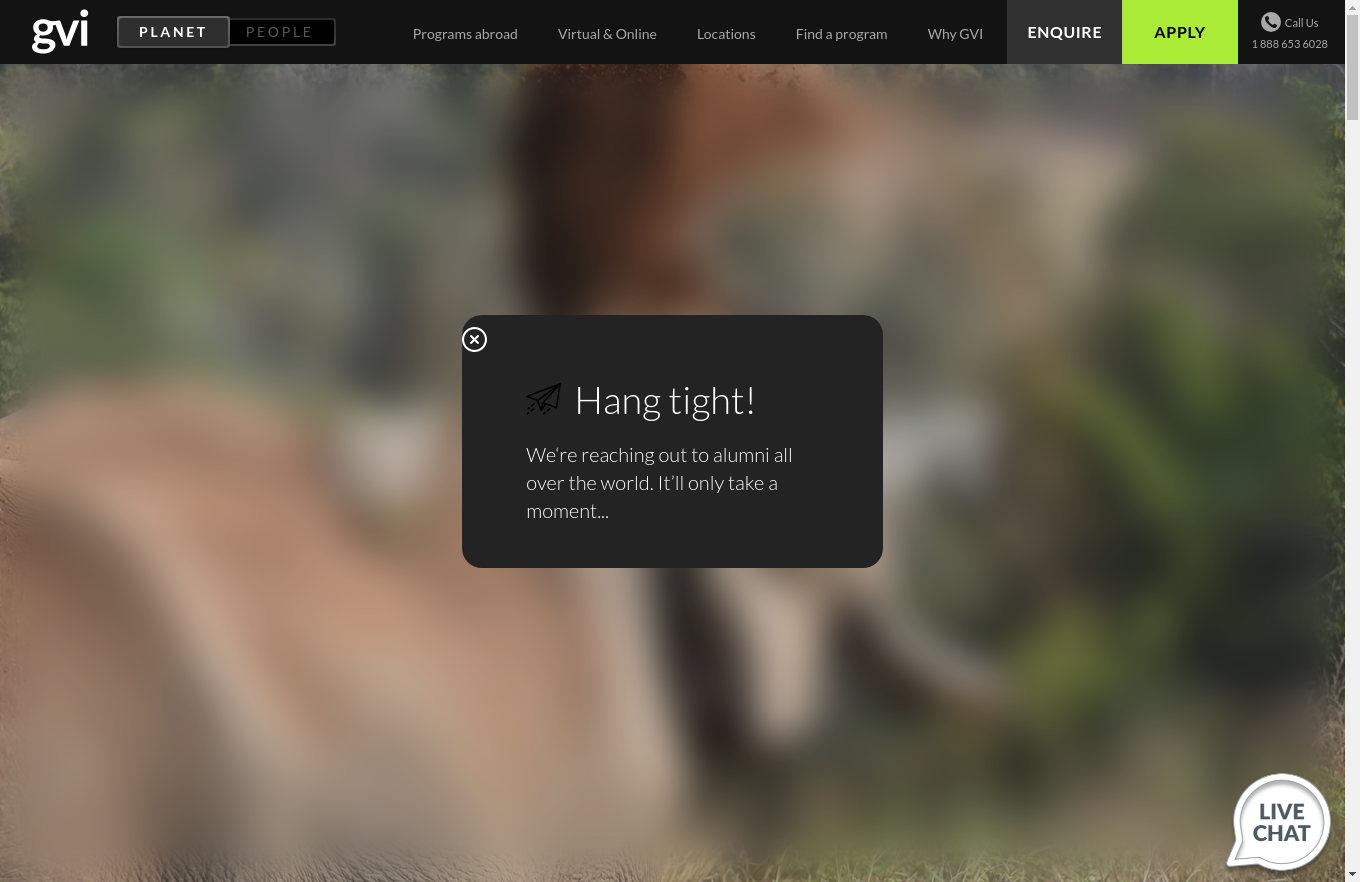 gvi
PLANET
PEOPLE
Programs abroad
Virtual & Online
Locations
Find a program
Why GVI
ENQUIRE
APPLY
Call Us
1 888 653 6028
Hang tight!
We‘re reaching out to alumni all
over the world. It’ll only take a
moment...
LIVE
CHAT